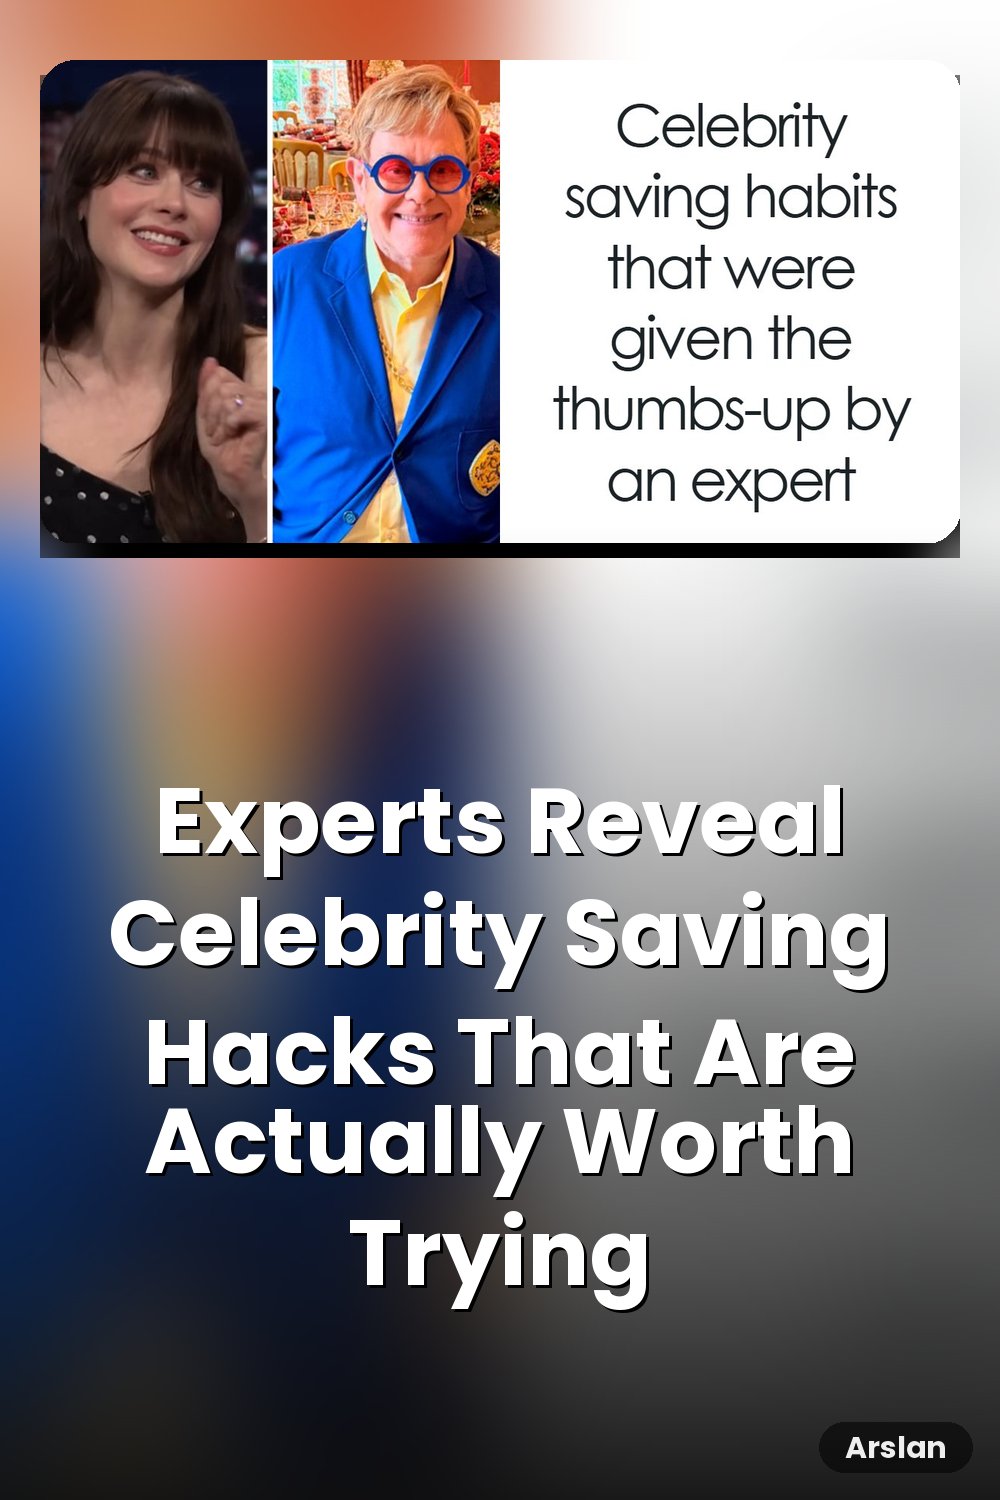 Celebrity
saving habits
that were
given the
thumbs-up by
an expert
Experts Reveal
Celebrity Saving
Hacks That Are
Actually Worth
Trying
Arslan